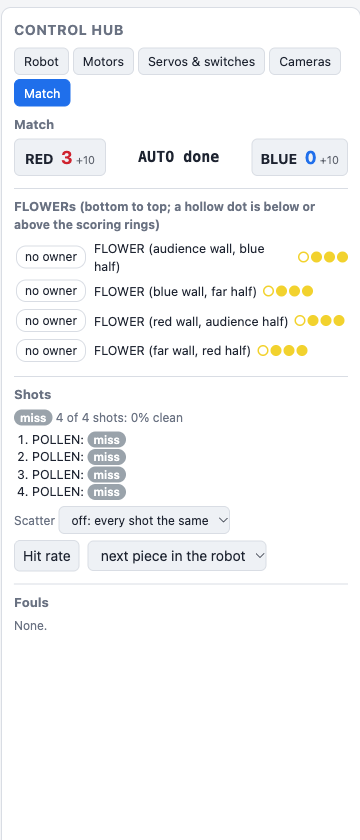 CONTROL HUB
Robot Motors Servos & switches Cameras
Match
Match
RED 3 +10 AUTO done BLUE 0 +10
FLOWERs (bottom to top; a hollow dot is below or
above the scoring rings)
no owner FLOWER (audience wall, blue
half)
no owner FLOWER (blue wall, far half)
no owner FLOWER (red wall, audience half)
no owner FLOWER (far wall, red half)
Shots
miss 4 of 4 shots: 0% clean
1. POLLEN: miss
2. POLLEN: miss
3. POLLEN: miss
4. POLLEN: miss
Scatter off: every shot the same
Hit rate next piece in the robot
Fouls
None.